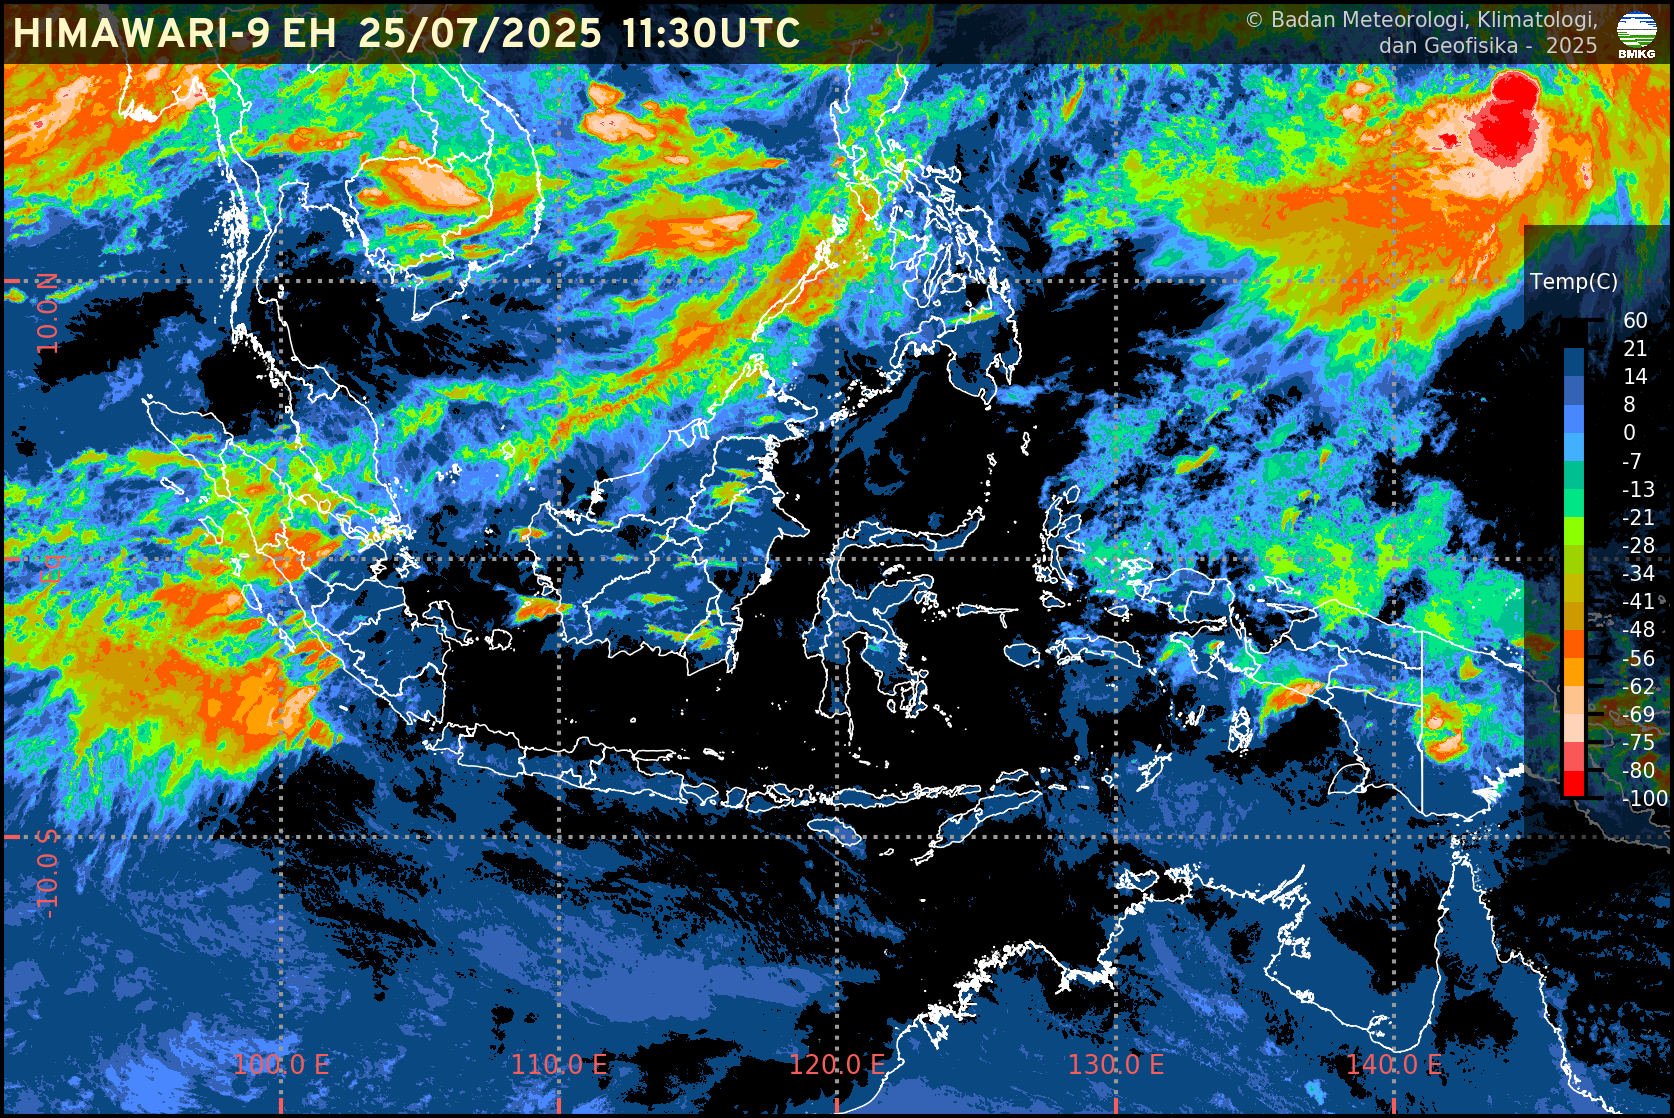 HIMAWARI-9 EH 25/07/2025 11:30UTC
© Badan Meteorologi, Klimatologi,
dan Geofisika - 2025
BMKG
Temp(C)
60
21
14
8
0
-7
-13
-21
-28
-34
-41
-48
-56
-62
-69
-75
-80
-100
10.0 N
Eq
-10.0 S
100.0 E
110.0 E
120.0 E
130.0 E
140.0 E